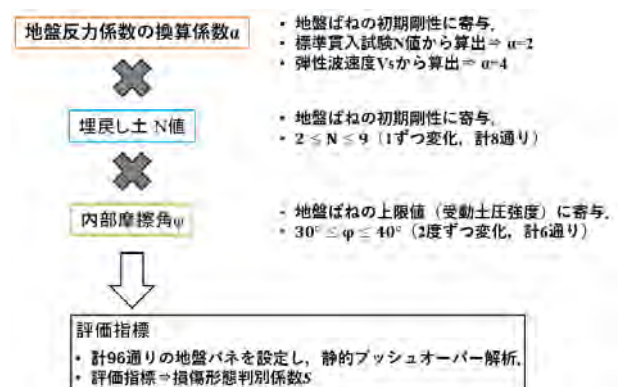 地盤反力係数の換算係数α
・ 地盤ばねの初期剛性に寄与．
・ 標準貫入試験N値から算出⇒ α=2
・ 弾性波速度Vsから算出⇒ α=4
埋戻し土 N値
・ 地盤ばねの初期剛性に寄与．
・ 2 ≤ N ≤ 9（1ずつ変化，計8通り）
内部摩擦角φ
・ 地盤ばねの上限値（受動土圧強度）に寄与．
・ 30° ≤ φ ≤ 40°（2度ずつ変化，計6通り）
評価指標
・ 計96通りの地盤バネを設定し，静的プッシュオーバー解析．
・ 評価指標⇒損傷形態判別係数S